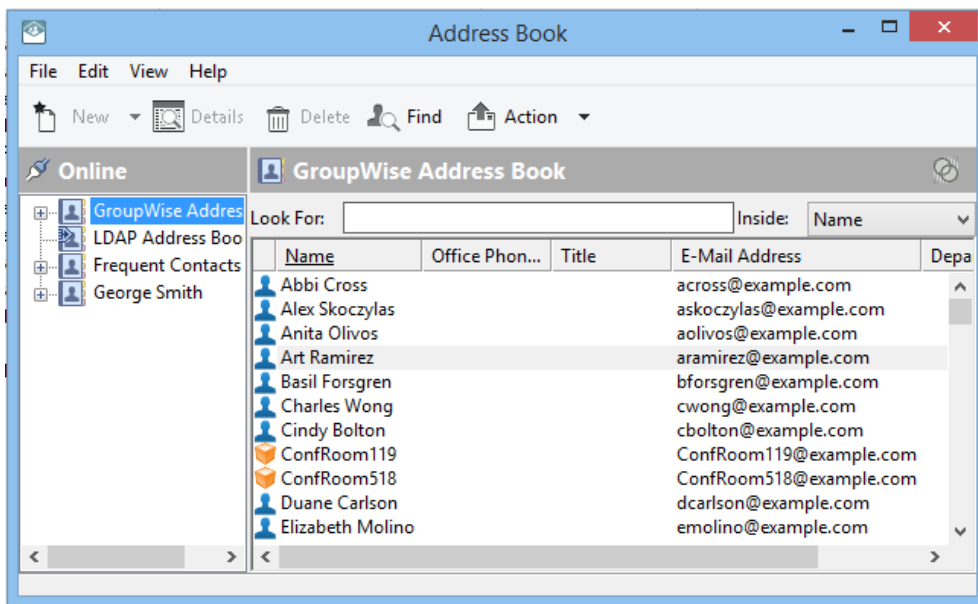 Address Book
File Edit View Help
New Details Delete Find Action
Online
GroupWise Addres
LDAP Address Boo
Frequent Contacts
George Smith
GroupWise Address Book
Look For: Inside: Name
Name Office Phon... Title E-Mail Address Depa
Abbi Cross across@example.com
Alex Skoczylas askoczylas@example.com
Anita Olivos aolivos@example.com
Art Ramirez aramirez@example.com
Basil Forsgren bforsgren@example.com
Charles Wong cwong@example.com
Cindy Bolton cbolton@example.com
ConfRoom119 ConfRoom119@example.com
ConfRoom518 ConfRoom518@example.com
Duane Carlson dcarlson@example.com
Elizabeth Molino emolino@example.com